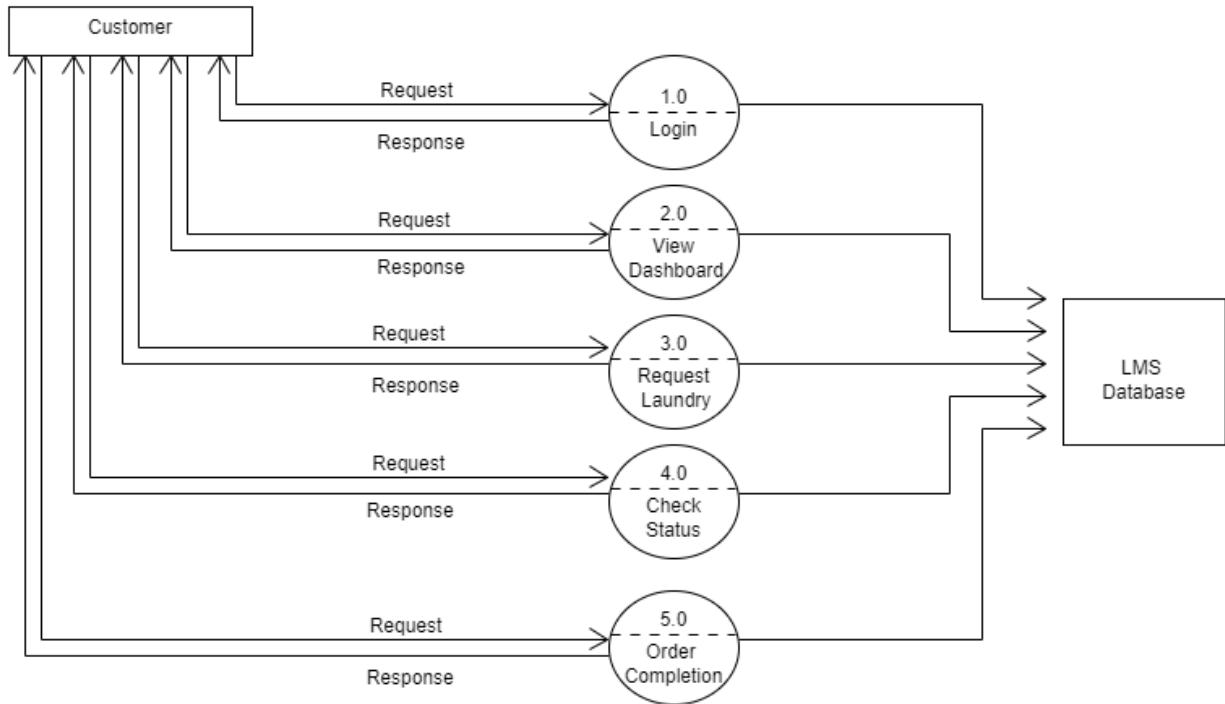 Customer
Request
1.0
Login
Response
Request
2.0
View
Dashboard
Response
Request
3.0
Request
Laundry
Response
LMS
Database
Request
4.0
Check
Status
Response
Request
5.0
Order
Completion
Response